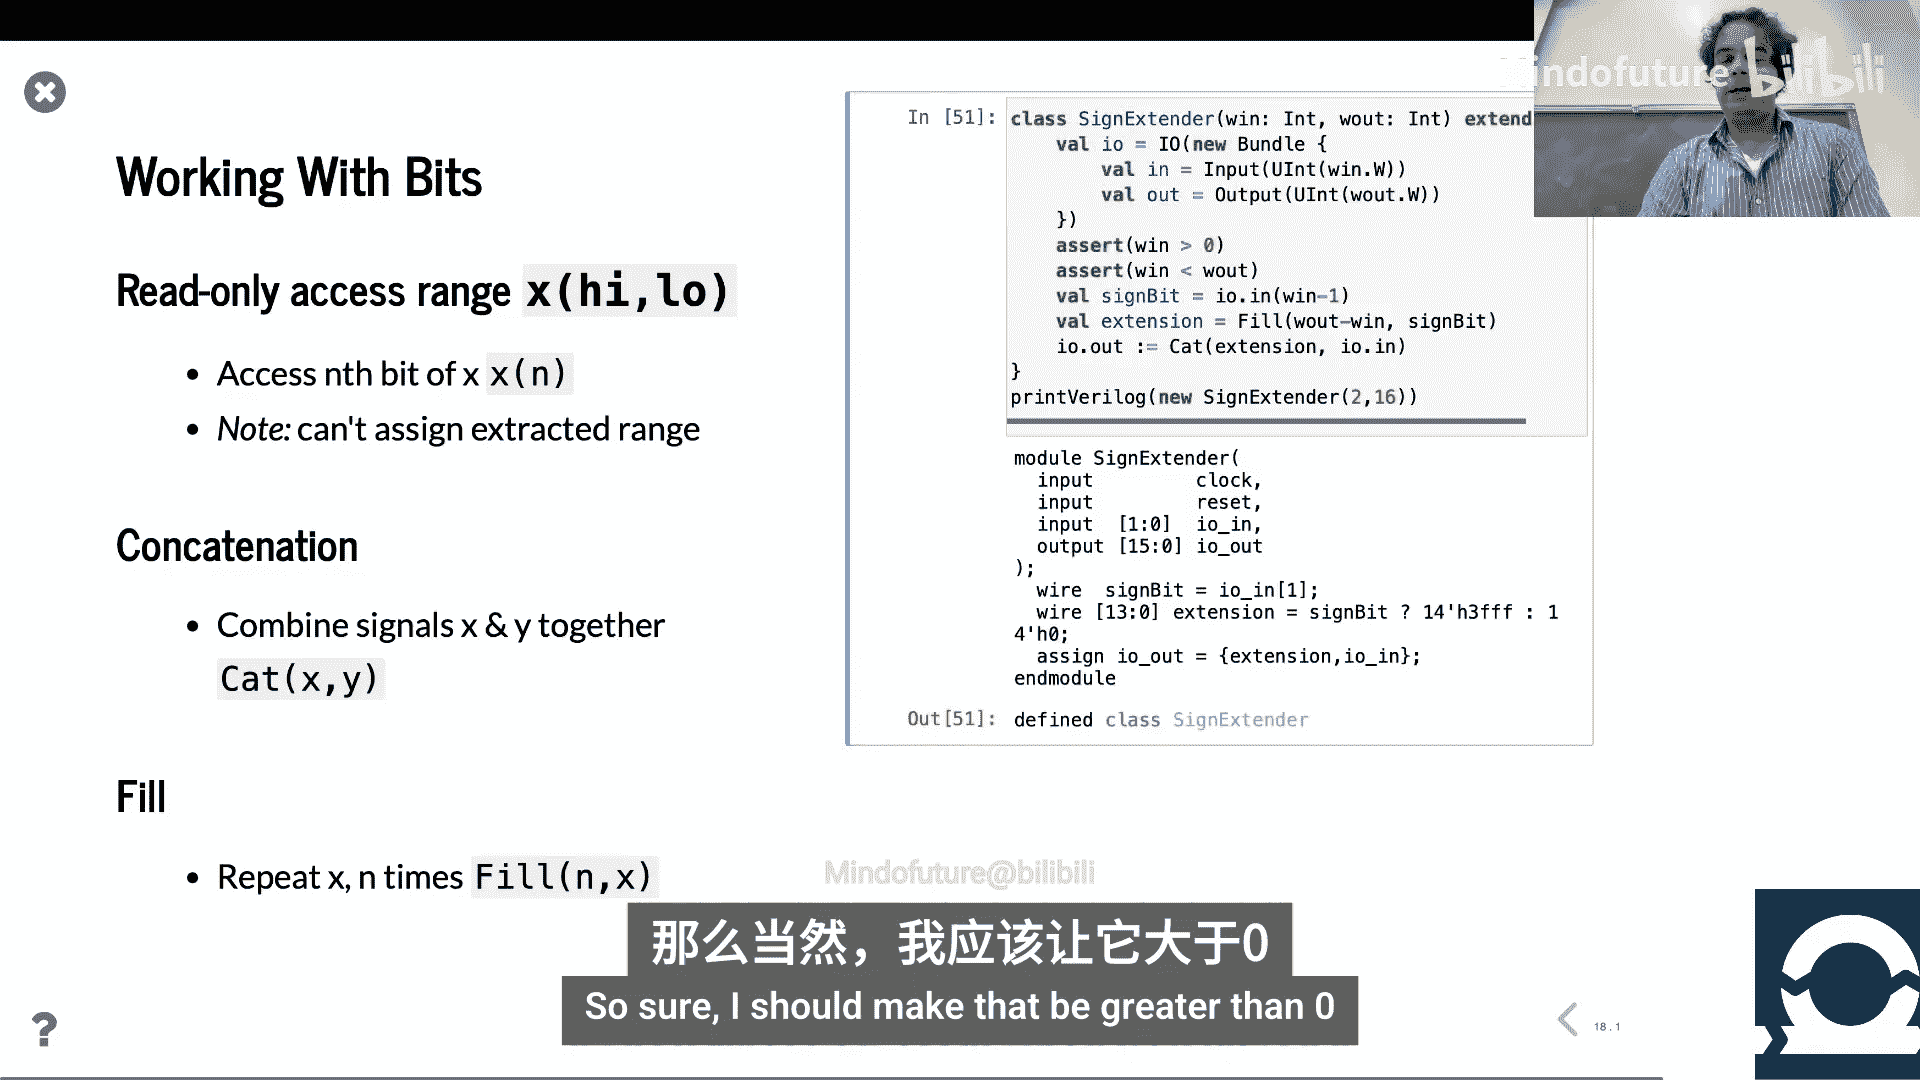 Working With Bits
Read-only access range x(hi,lo)
• Access nth bit of x x(n)
• Note: can't assign extracted range
Concatenation
• Combine signals x & y together
Cat(x,y)
Fill
• Repeat x, n times Fill(n,x)
In [51]:
class SignExtender(win: Int, wout: Int) extend
val io = IO(new Bundle {
val in = Input(UInt(win.W))
val out = Output(UInt(wout.W))
})
assert(win > 0)
assert(win < wout)
val signBit = io.in(win-1)
val extension = Fill(wout-win, signBit)
io.out := Cat(extension, io.in)
}
printVerilog(new SignExtender(2,16))
module SignExtender(
input clock,
input reset,
input [1:0] io_in,
output [15:0] io_out
);
wire signBit = io_in[1];
wire [13:0] extension = signBit ? 14'h3fff : 1
4'h0;
assign io_out = {extension,io_in};
endmodule
Out[51]: defined class SignExtender
Mindofuture bilibili
Mindofuture@bilibili
那么当然，我应该让它大于0
So sure, I should make that be greater than 0
?
18.1